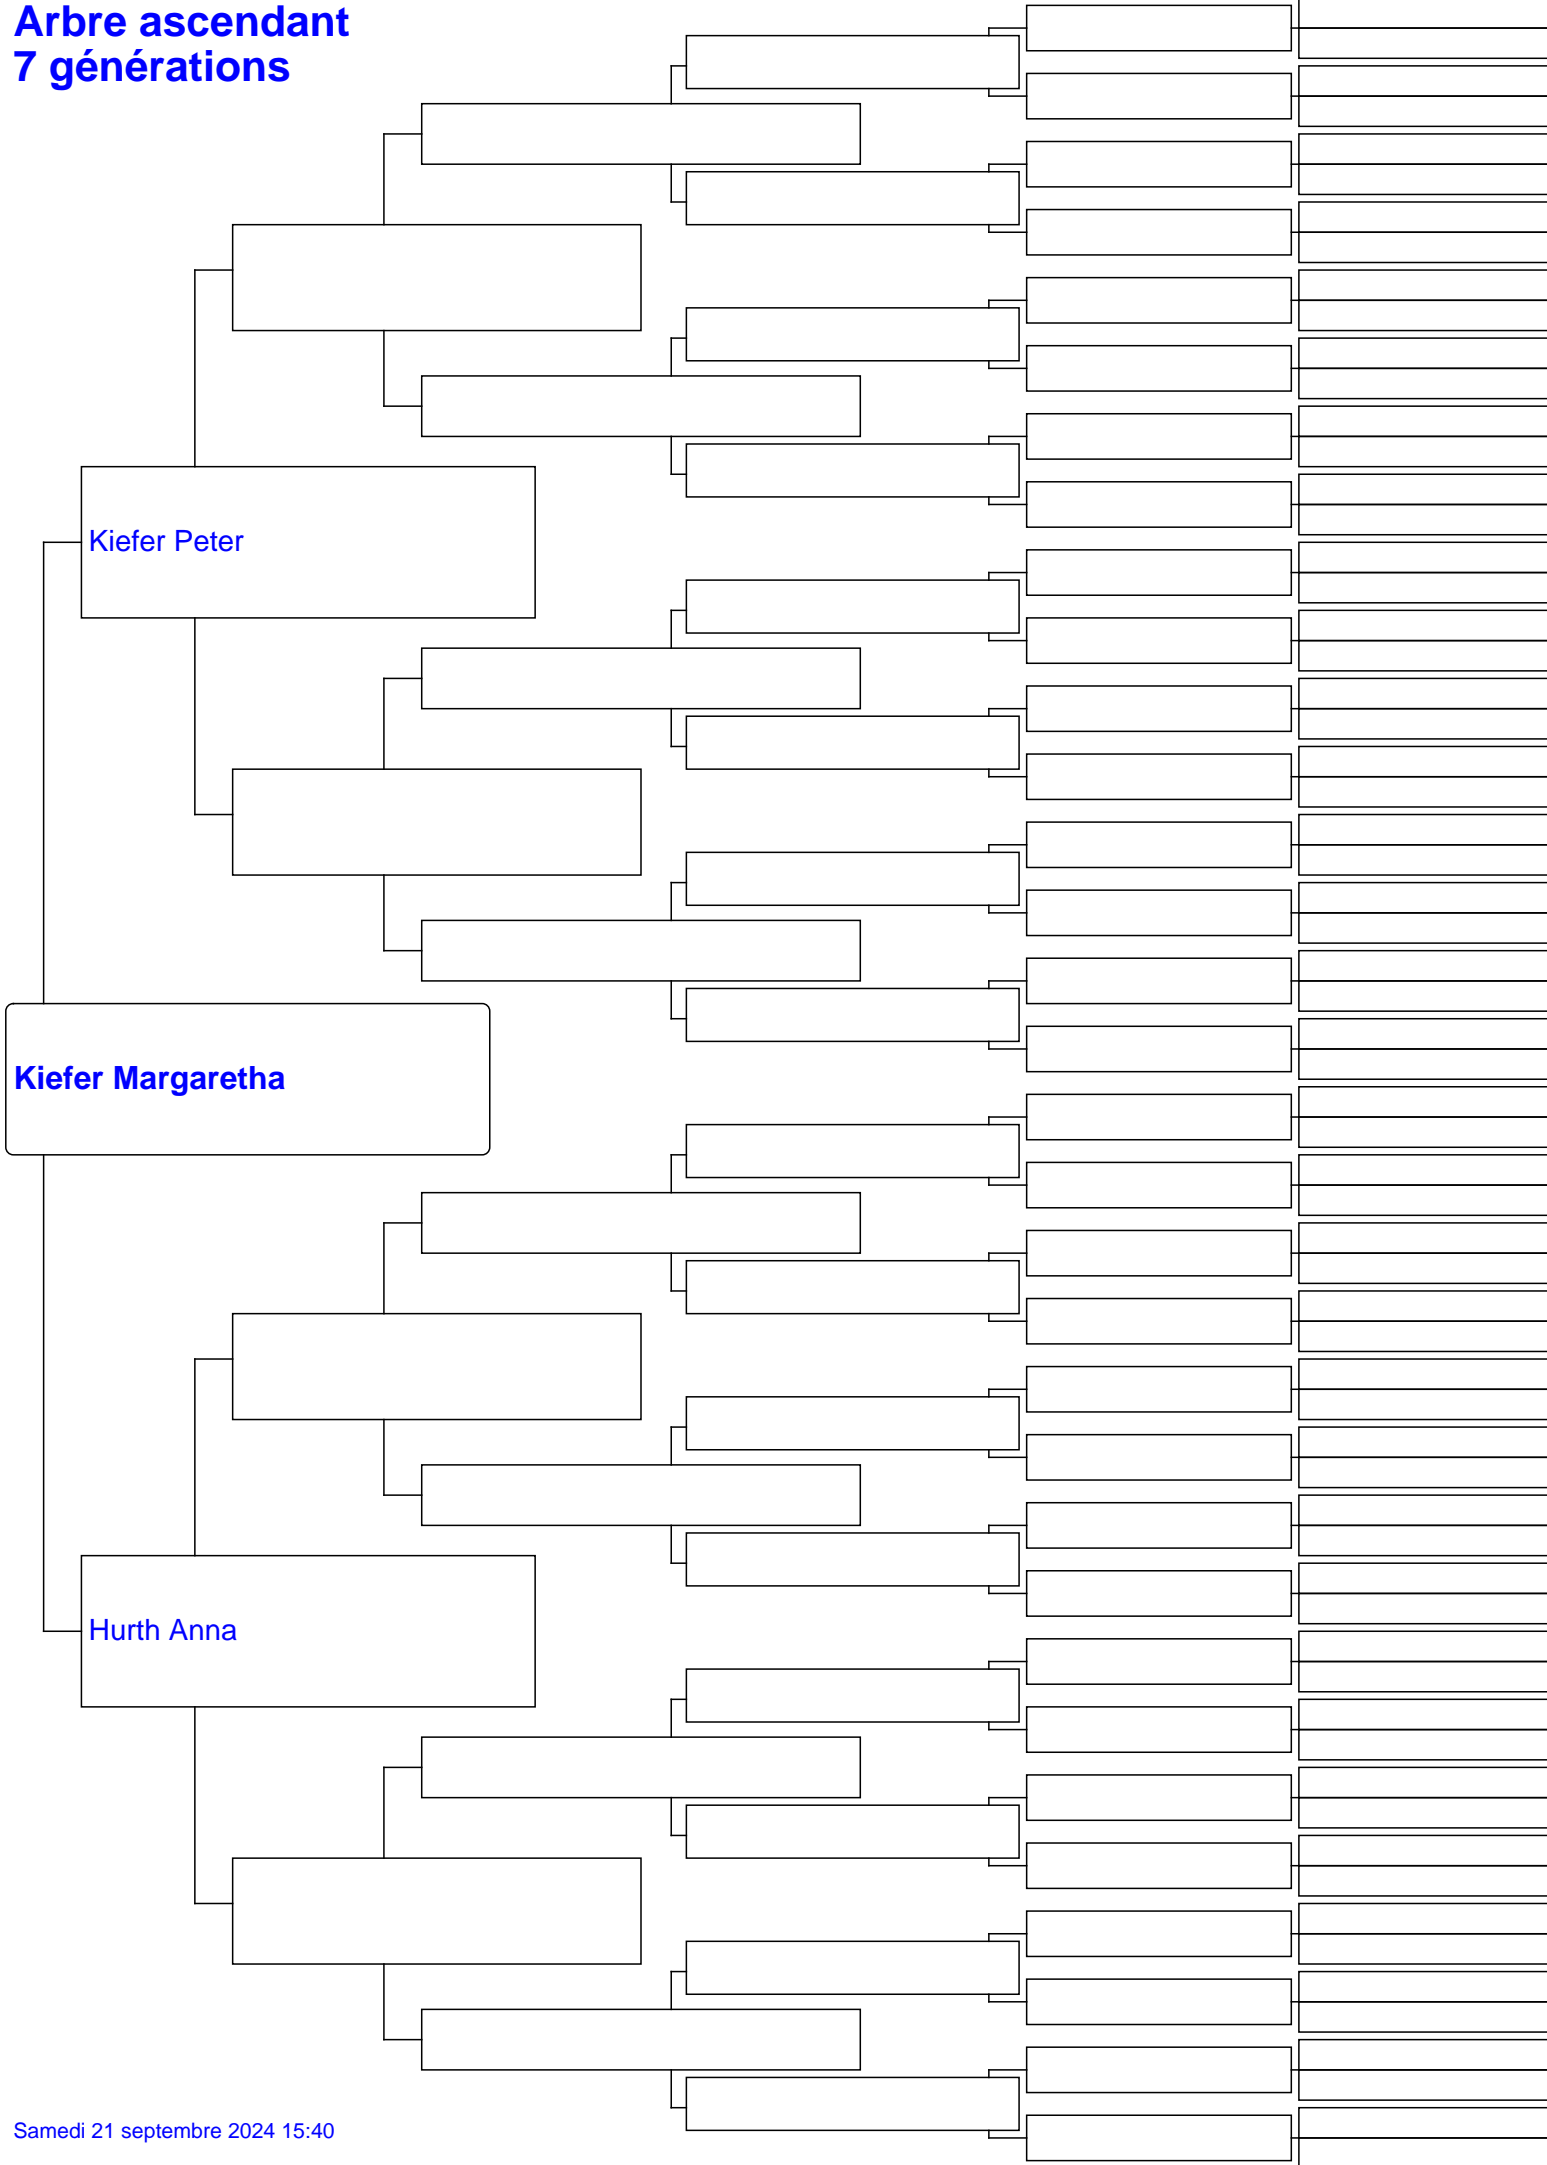 Arbre ascendant
7 générations
Kiefer Peter
Kiefer Margaretha
Hurth Anna
Samedi 21 septembre 2024 15:40